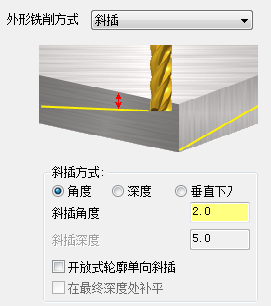 外形铣削方式 斜插
斜插方式:
角度 深度 垂直下刀
斜插角度 2.0
斜插深度 5.0
开放式轮廓单向斜插
在最终深度处补平